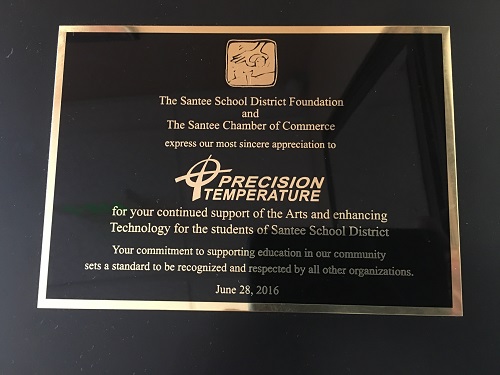 The Santee School District Foundation
and
The Santee Chamber of Commerce
express our most sincere appreciation to
PRECISION
TEMPERATURE
for your continued support of the Arts and enhancing
Technology for the students of Santee School District
Your commitment to supporting education in our community
sets a standard to be recognized and respected by all other organizations.
June 28, 2016